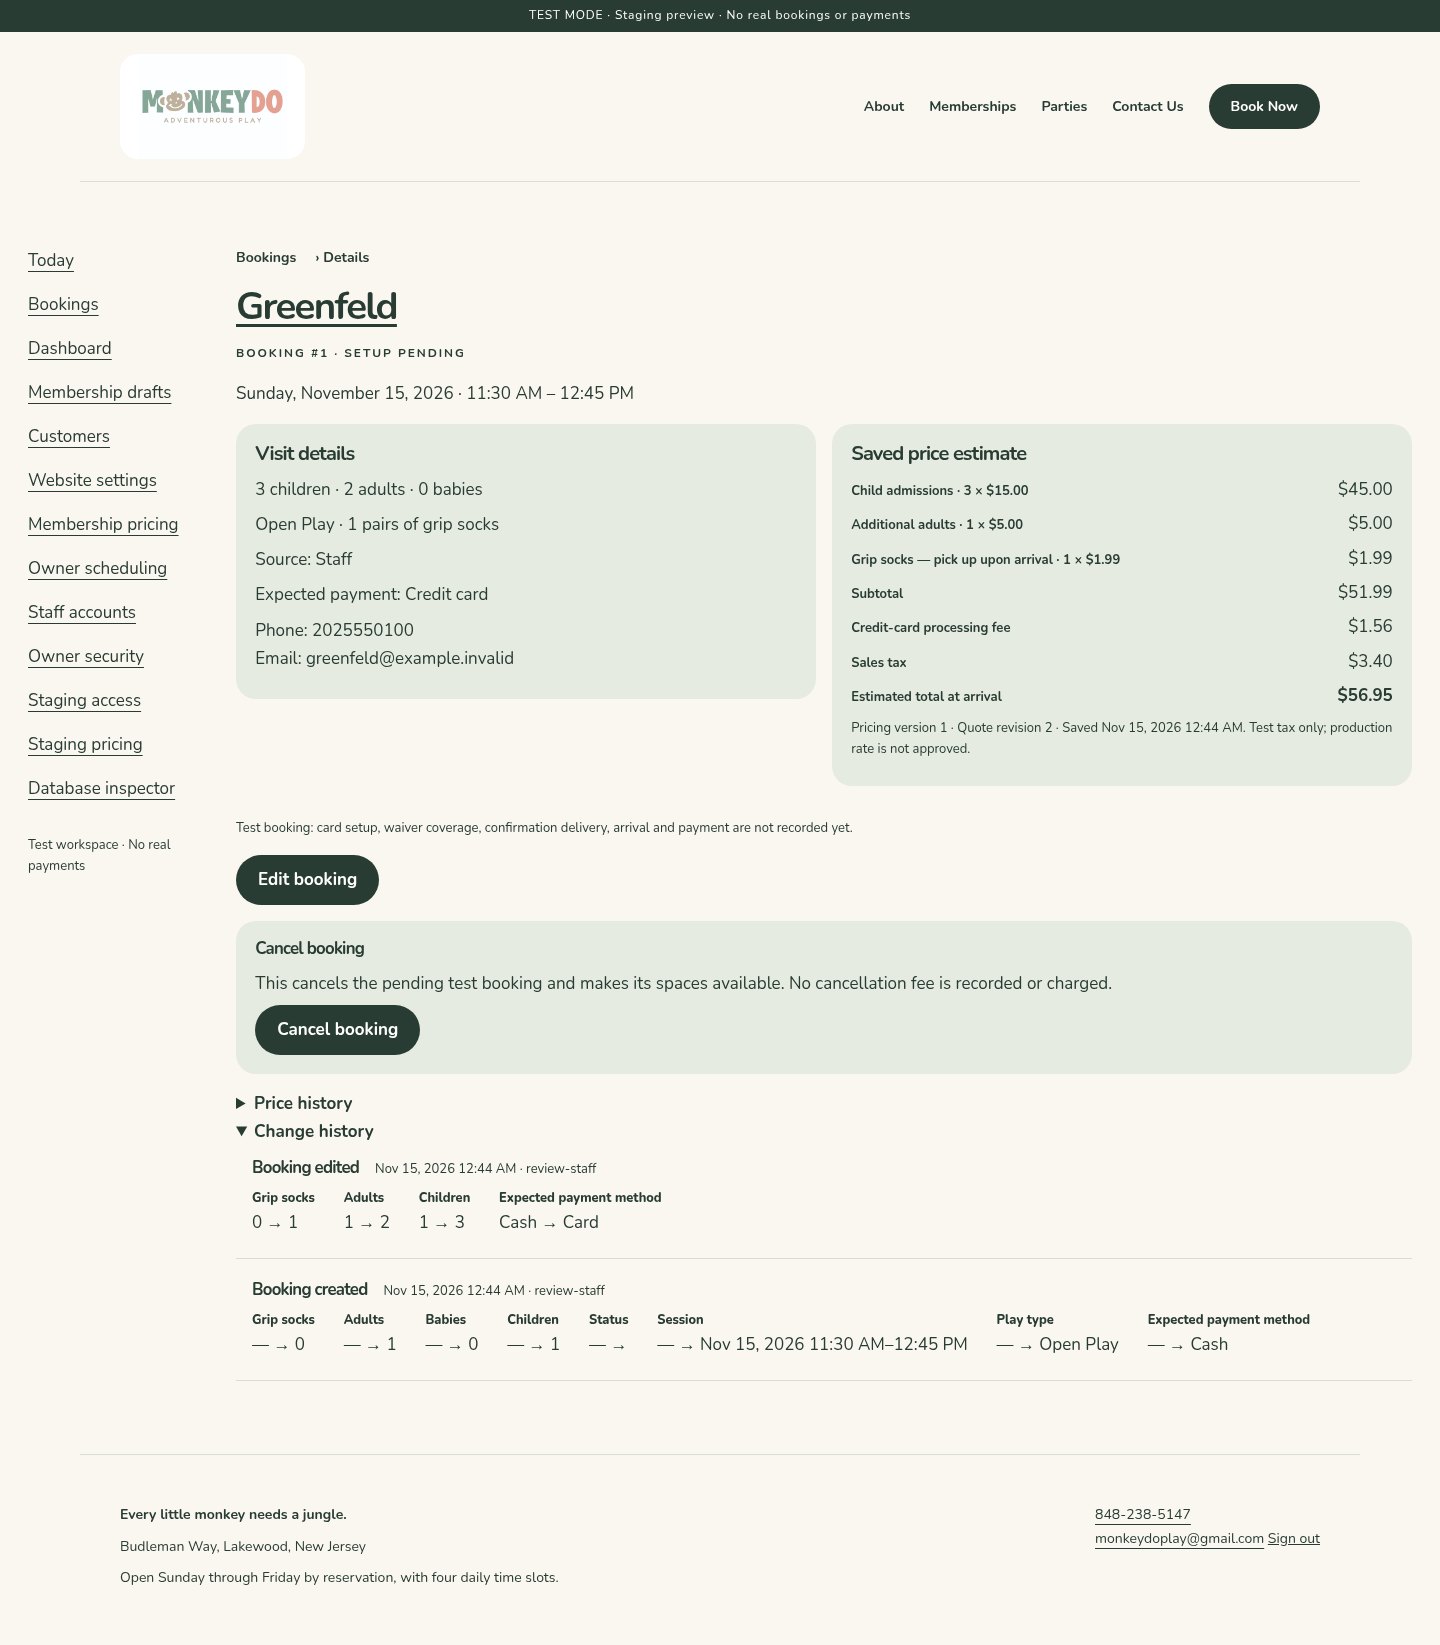 TEST MODE · Staging preview · No real bookings or payments
MONKEYDO
ADVENTUROUS PLAY
About
Memberships
Parties
Contact Us
Book Now
Today
Bookings
Dashboard
Membership drafts
Customers
Website settings
Membership pricing
Owner scheduling
Staff accounts
Owner security
Staging access
Staging pricing
Database inspector
Test workspace · No real
payments
Bookings › Details
Greenfeld
BOOKING #1 · SETUP PENDING
Sunday, November 15, 2026 · 11:30 AM – 12:45 PM
Visit details
3 children · 2 adults · 0 babies
Open Play · 1 pairs of grip socks
Source: Staff
Expected payment: Credit card
Phone: 2025550100
Email: greenfeld@example.invalid
Saved price estimate
Child admissions · 3 × $15.00 $45.00
Additional adults · 1 × $5.00 $5.00
Grip socks — pick up upon arrival · 1 × $1.99 $1.99
Subtotal $51.99
Credit-card processing fee $1.56
Sales tax $3.40
Estimated total at arrival $56.95
Pricing version 1 · Quote revision 2 · Saved Nov 15, 2026 12:44 AM. Test tax only; production
rate is not approved.
Test booking: card setup, waiver coverage, confirmation delivery, arrival and payment are not recorded yet.
Edit booking
Cancel booking
This cancels the pending test booking and makes its spaces available. No cancellation fee is recorded or charged.
Cancel booking
▶ Price history
▼ Change history
Booking edited Nov 15, 2026 12:44 AM · review-staff
Grip socks Adults Children Expected payment method
0 → 1 1 → 2 1 → 3 Cash → Card
Booking created Nov 15, 2026 12:44 AM · review-staff
Grip socks Adults Babies Children Status Session Play type Expected payment method
— → 0 — → 1 — → 0 — → 1 — → — → Nov 15, 2026 11:30 AM–12:45 PM — → Open Play — → Cash
Every little monkey needs a jungle.
Budleman Way, Lakewood, New Jersey
Open Sunday through Friday by reservation, with four daily time slots.
848-238-5147
monkeydoplay@gmail.com Sign out